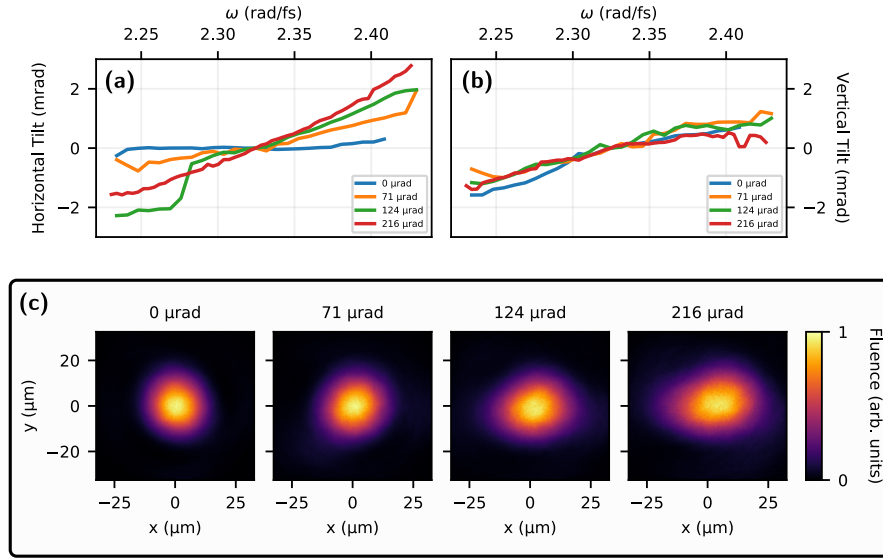 ω (rad/fs)
2.25 2.30 2.35 2.40
(a)
Horizontal Tilt (mrad)
2
0
−2
0 μrad
71 μrad
124 μrad
216 μrad
ω (rad/fs)
2.25 2.30 2.35 2.40
(b)
Vertical Tilt (mrad)
2
0
−2
0 μrad
71 μrad
124 μrad
216 μrad
(c)
0 μrad 71 μrad 124 μrad 216 μrad
y (μm)
20
0
−20
−25 0 25 −25 0 25 −25 0 25 −25 0 25
x (μm) x (μm) x (μm) x (μm)
1
0
Fluence (arb. units)